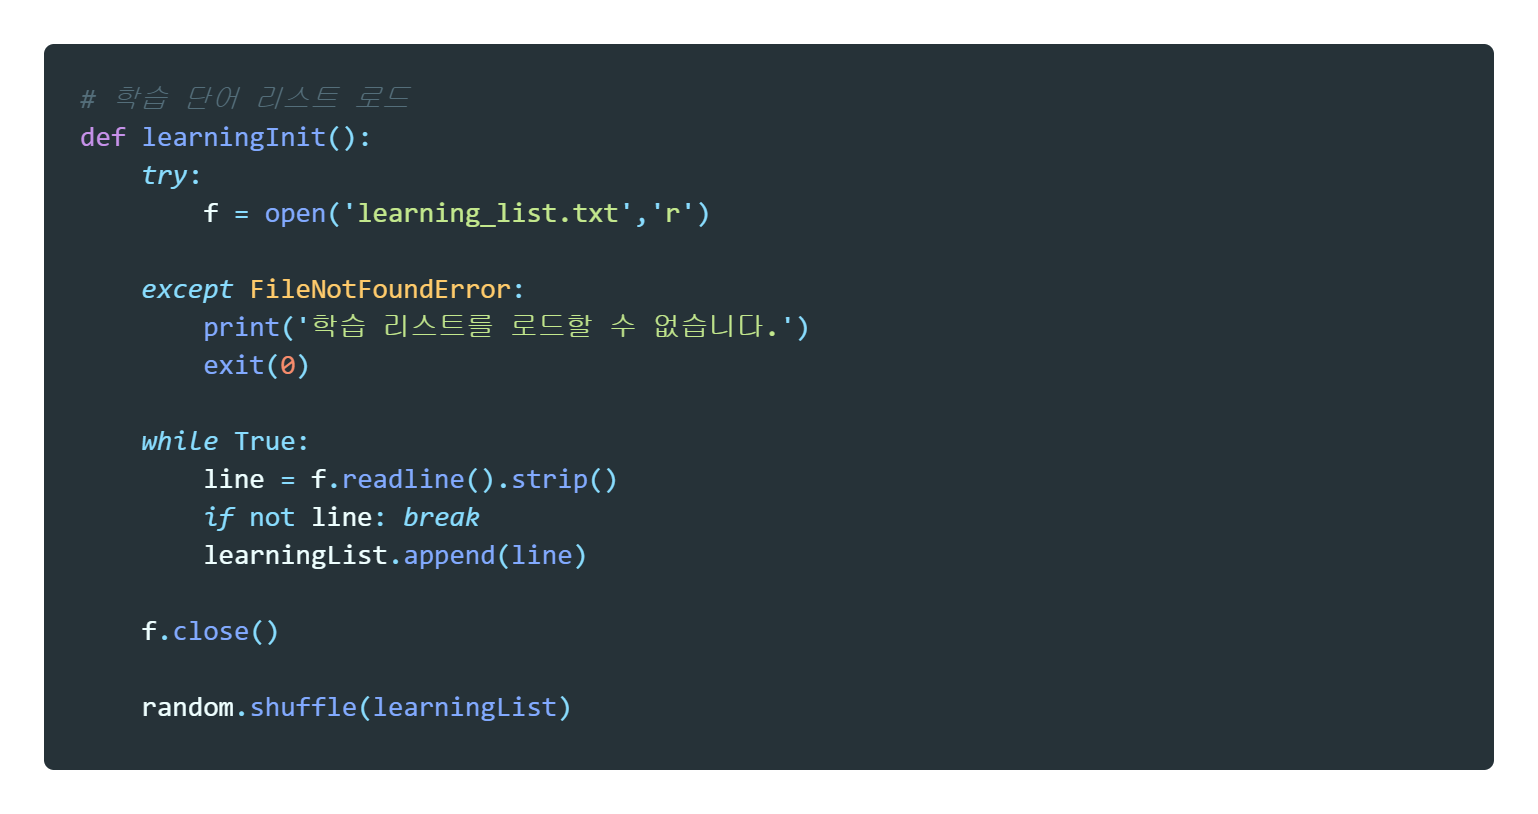 # 학습 단어 리스트 로드
def learningInit():
    try:
        f = open('learning_list.txt','r')
    except FileNotFoundError:
        print('학습 리스트를 로드할 수 없습니다.')
        exit(0)
    while True:
        line = f.readline().strip()
        if not line: break
        learningList.append(line)
    f.close()
    random.shuffle(learningList)